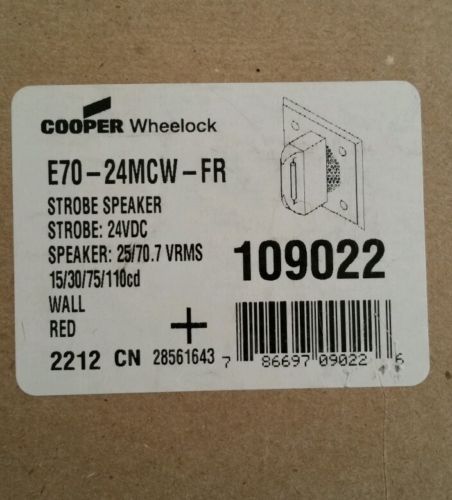 COOPER Wheelock
E70-24MCW-FR
STROBE SPEAKER
STROBE: 24VDC
SPEAKER: 25/70.7 VRMS
15/30/75/110cd
WALL
RED
109022
2212 CN 28561643
7 86697 09022 6